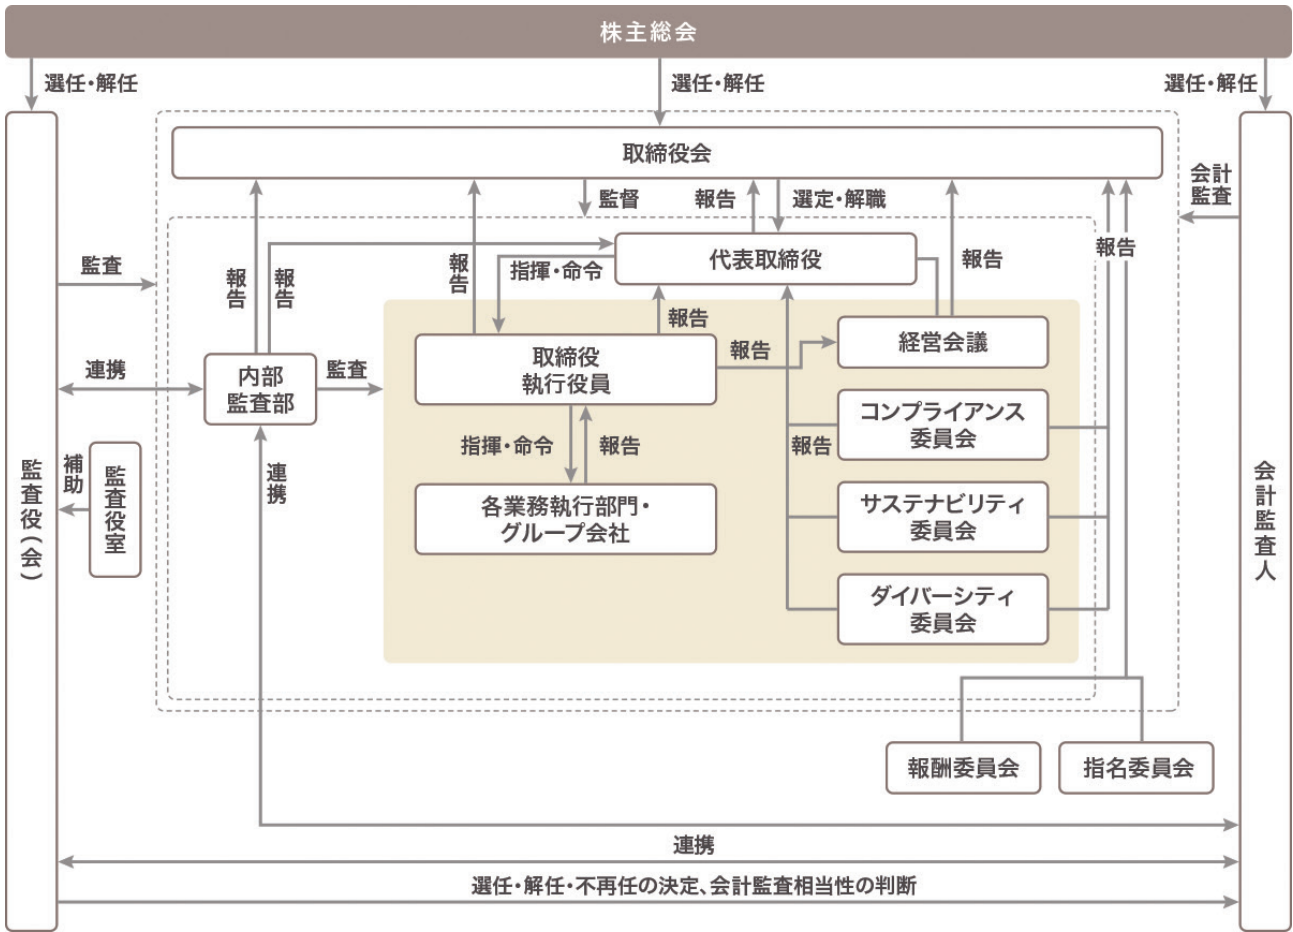 株主総会
選任・解任
選任・解任
選任・解任
取締役会
監督
報告
選定・解職
会計
監査
監査
報告
報告
報告
指揮・命令
代表取締役
報告
報告
報告
取締役
執行役員
報告
経営会議
連携
内部
監査部
監査
コンプライアンス
委員会
指揮・命令
報告
報告
監査役(会)
補助
監査役室
連携
各業務執行部門・
グループ会社
サステナビリティ
委員会
会計監査人
ダイバーシティ
委員会
報酬委員会
指名委員会
連携
選任・解任・不再任の決定、会計監査相当性の判断